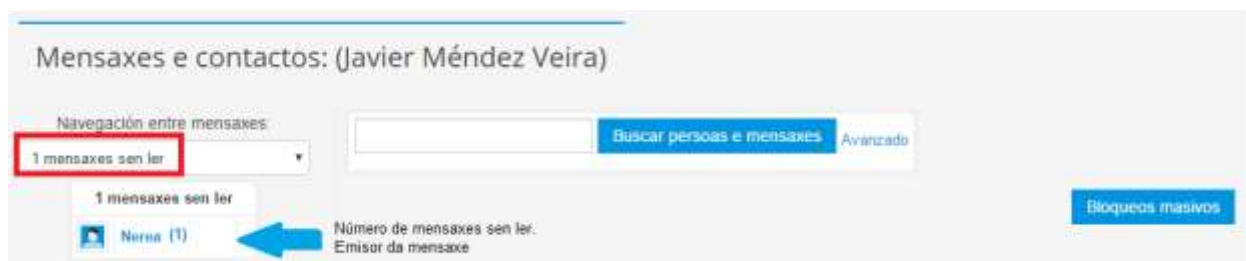 Mensaxes e contactos: (Javier Méndez Veira)
Navegación entre mensaxes:
1 mensaxes sen ler
Buscar persoas e mensaxes
Avanzado
1 mensaxes sen ler
Nerea (1)
Número de mensaxes sen ler.
Emisor da mensaxe
Bloqueos masivos